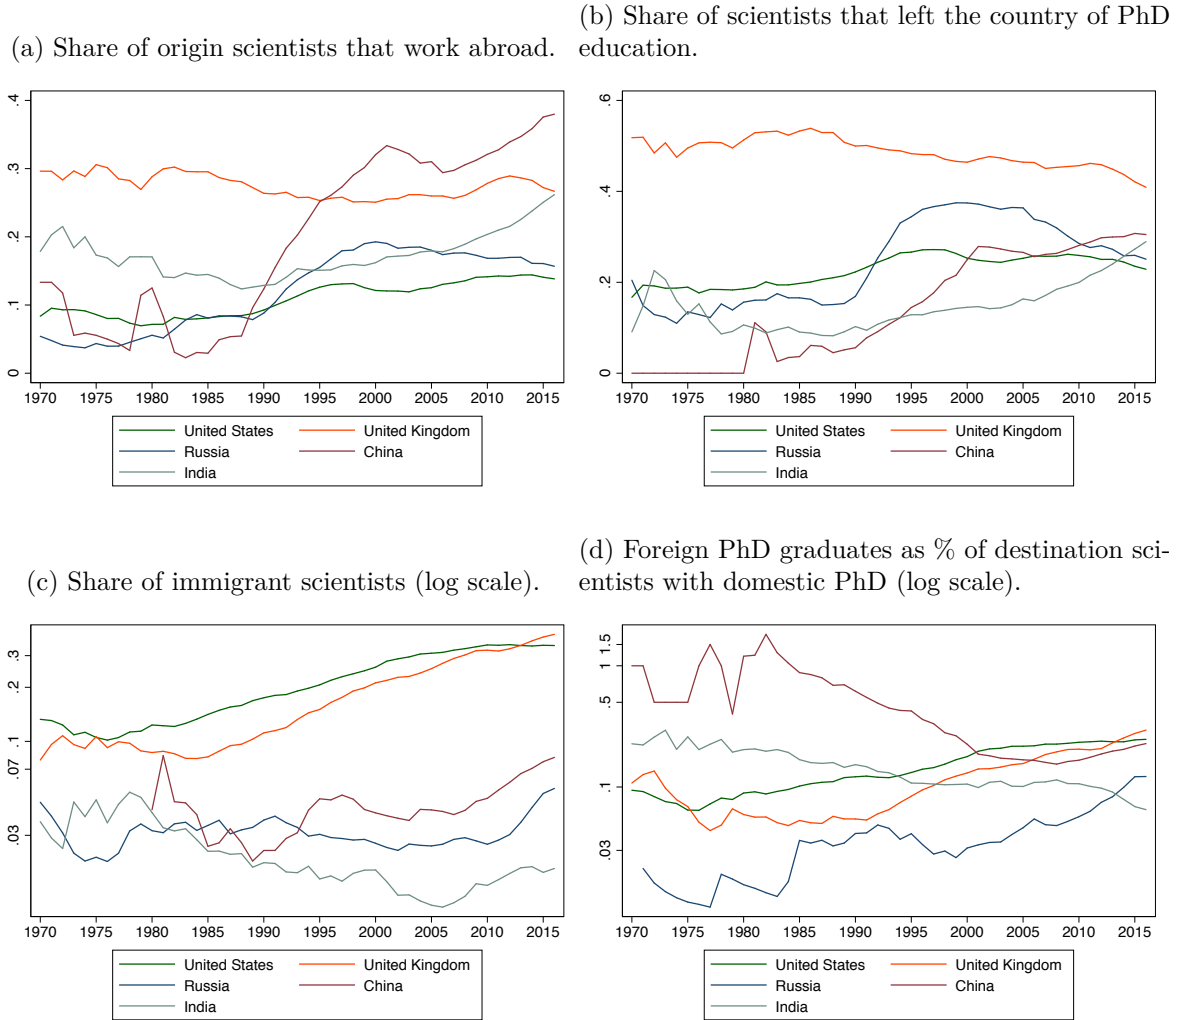 (a) Share of origin scientists that work abroad.
(b) Share of scientists that left the country of PhD
education.
.4
.3
.2
.1
0
1970 1975 1980 1985 1990 1995 2000 2005 2010 2015
United States United Kingdom
Russia China
India
.6
.4
.2
0
1970 1975 1980 1985 1990 1995 2000 2005 2010 2015
United States United Kingdom
Russia China
India
(c) Share of immigrant scientists (log scale).
(d) Foreign PhD graduates as % of destination sci-
entists with domestic PhD (log scale).
.3
.2
.1
.07
.03
1970 1975 1980 1985 1990 1995 2000 2005 2010 2015
United States United Kingdom
Russia China
India
1.5
1
.5
.1
.03
1970 1975 1980 1985 1990 1995 2000 2005 2010 2015
United States United Kingdom
Russia China
India